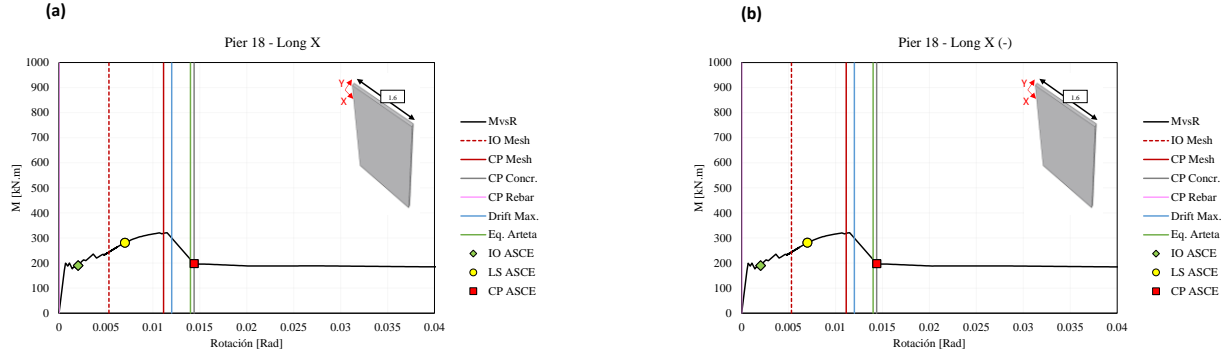 (a)
Pier 18 - Long X
1000
900
800
700
600
500
400
300
200
100
0
M [kN.m]
0 0.005 0.01 0.015 0.02 0.025 0.03 0.035 0.04
Rotación [Rad]
Y
X
1.6
MvsR
IO Mesh
CP Mesh
CP Concr.
CP Rebar
Drift Max.
Eq. Arteta
IO ASCE
LS ASCE
CP ASCE
(b)
Pier 18 - Long X (-)
1000
900
800
700
600
500
400
300
200
100
0
M [kN.m]
0 0.005 0.01 0.015 0.02 0.025 0.03 0.035 0.04
Rotación [Rad]
Y
X
1.6
MvsR
IO Mesh
CP Mesh
CP Concr.
CP Rebar
Drift Max.
Eq. Arteta
IO ASCE
LS ASCE
CP ASCE